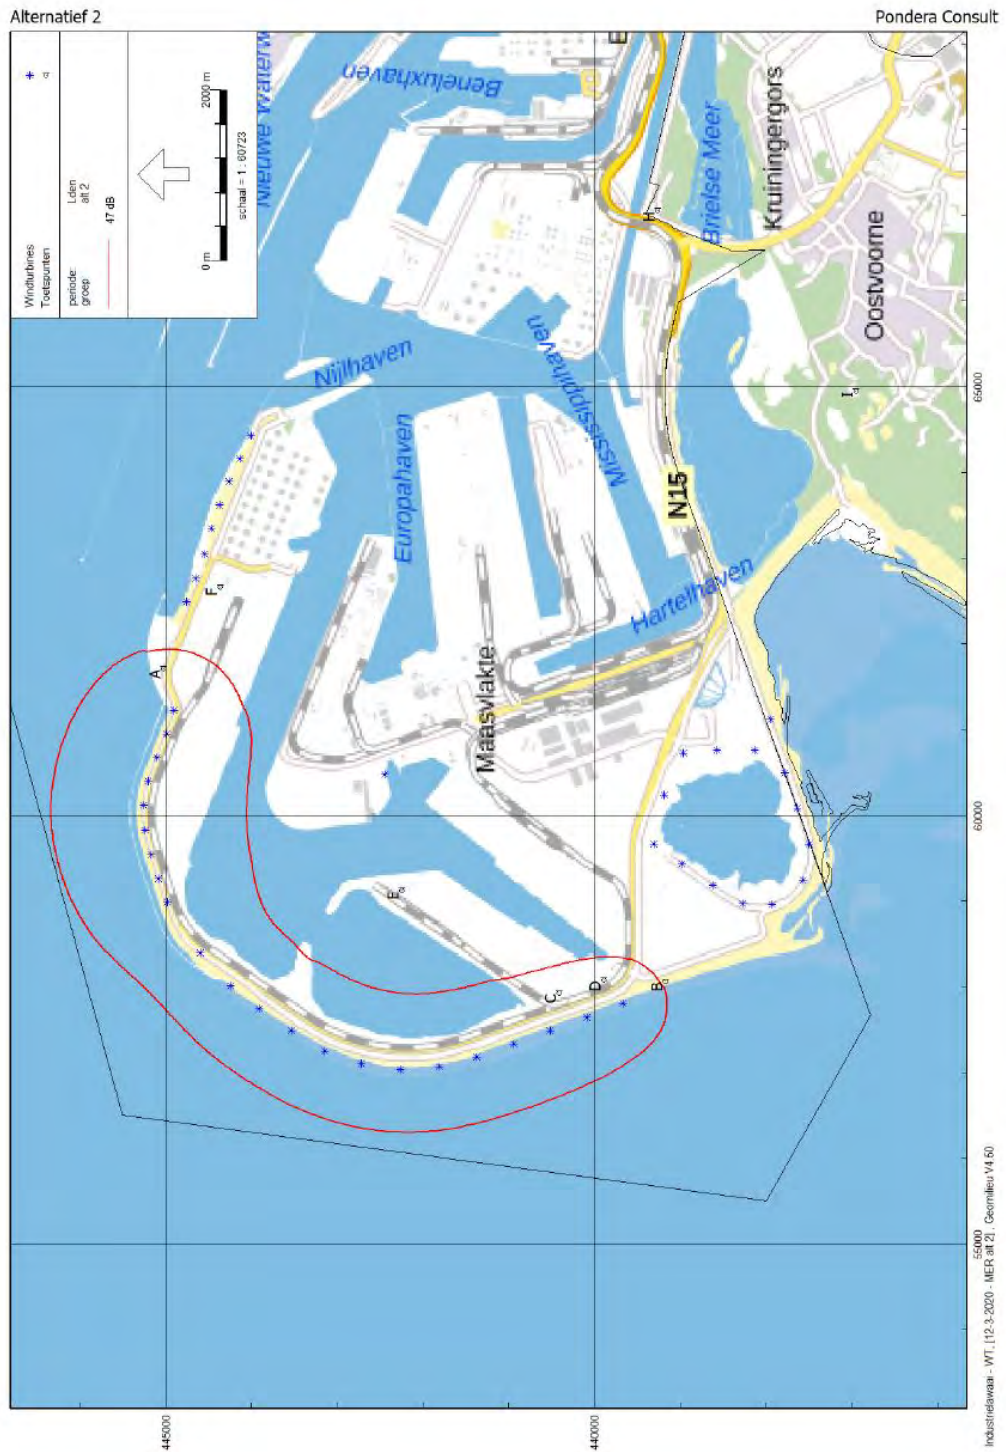 Alternatief 2
Pondera Consult
Windturbines
Toetspunten
periode:
Lden
groep
alt 2
47 dB
0 m
2000 m
schaal = 1 : 60723
Beneluxhaven
Nijlhaven
Europahaven
Mississippihaven
Hartelhaven
Brielse Meer
Kruiningergors
Oostvoorne
N15
Maasvlakte
A
B
C
D
E
F
H
I
445000
440000
65000
60000
55000
Industrielawaai - WT, [12-3-2020 - MER alt 2] , Geomilieu V4.60